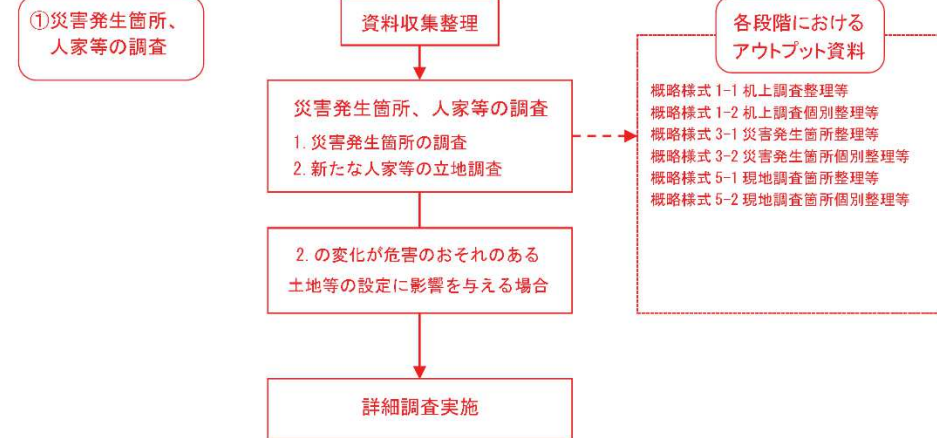 ①災害発生箇所、
人家等の調査
資料収集整理
災害発生箇所、人家等の調査
1. 災害発生箇所の調査
2. 新たな人家等の立地調査
2. の変化が危害のおそれのある
土地等の設定に影響を与える場合
詳細調査実施
各段階における
アウトプット資料
概略様式 1-1 机上調査整理等
概略様式 1-2 机上調査個別整理等
概略様式 3-1 災害発生箇所整理等
概略様式 3-2 災害発生箇所個別整理等
概略様式 5-1 現地調査箇所整理等
概略様式 5-2 現地調査箇所個別整理等